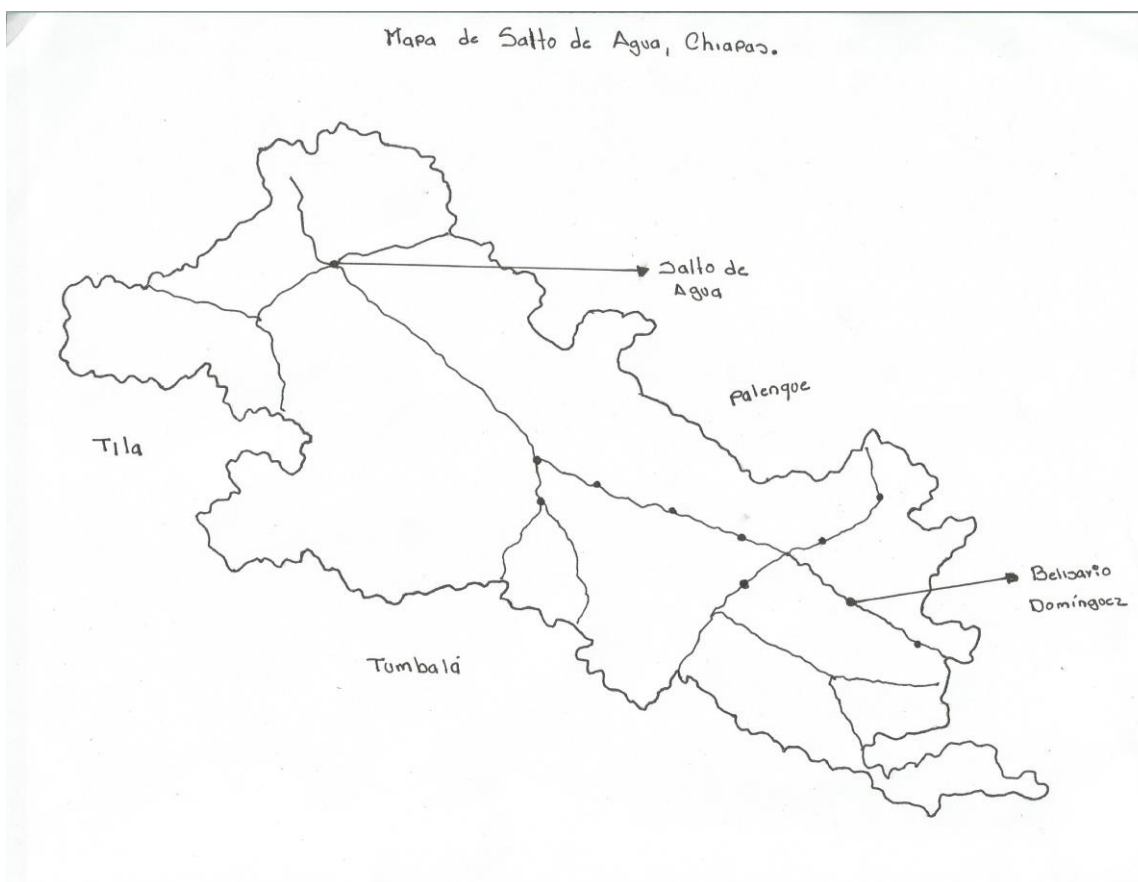 Mapa de Salto de Agua, Chiapas.
Salto de
Agua
Palenque
Tila
Belisario
Domínguez
Tumbalá